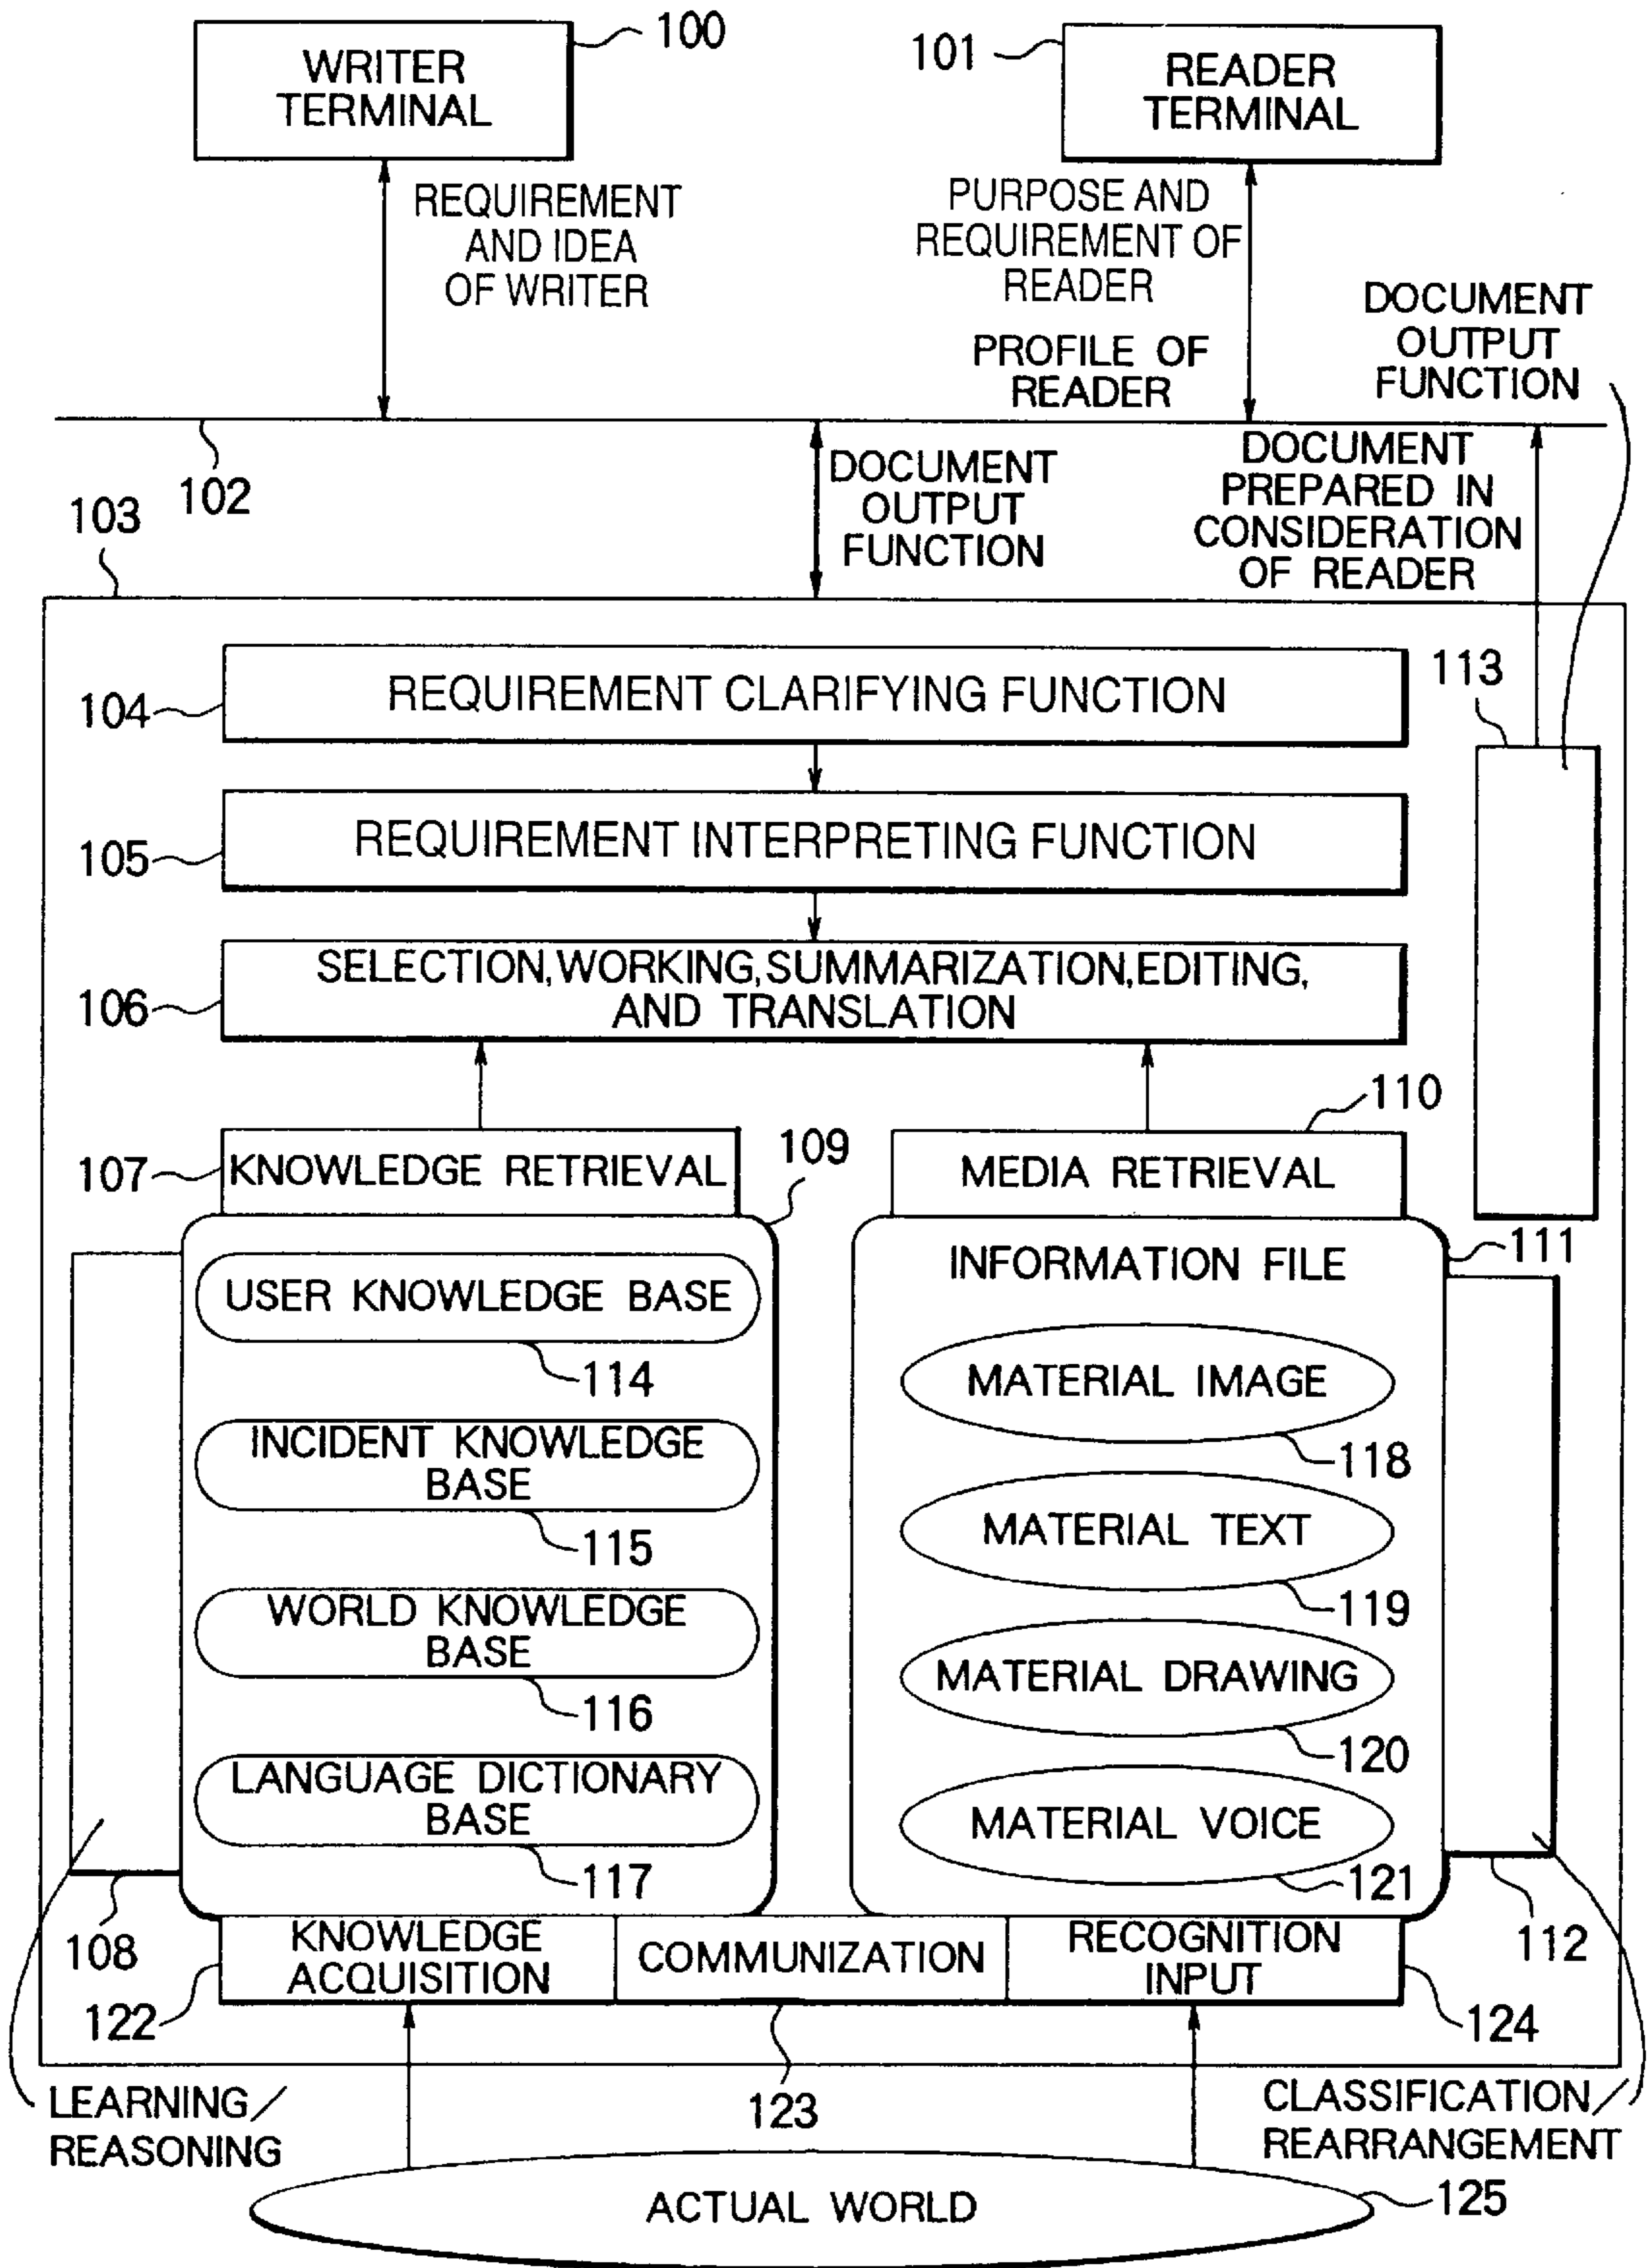 WRITER
TERMINAL
100
101
READER
TERMINAL
REQUIREMENT
AND IDEA
OF WRITER
PURPOSE AND
REQUIREMENT OF
READER
PROFILE OF
READER
DOCUMENT
OUTPUT
FUNCTION
102
103
DOCUMENT
OUTPUT
FUNCTION
DOCUMENT
PREPARED IN
CONSIDERATION
OF READER
104
REQUIREMENT CLARIFYING FUNCTION
113
105
REQUIREMENT INTERPRETING FUNCTION
106
SELECTION,WORKING,SUMMARIZATION,EDITING,
AND TRANSLATION
107
KNOWLEDGE RETRIEVAL
109
110
MEDIA RETRIEVAL
111
USER KNOWLEDGE BASE
114
INCIDENT KNOWLEDGE
BASE
115
WORLD KNOWLEDGE
BASE
116
LANGUAGE DICTIONARY
BASE
117
INFORMATION FILE
MATERIAL IMAGE
118
MATERIAL TEXT
119
MATERIAL DRAWING
120
MATERIAL VOICE
121
108
112
122
KNOWLEDGE
ACQUISITION
COMMUNIZATION
RECOGNITION
INPUT
124
123
LEARNING/
REASONING
CLASSIFICATION/
REARRANGEMENT
ACTUAL WORLD
125